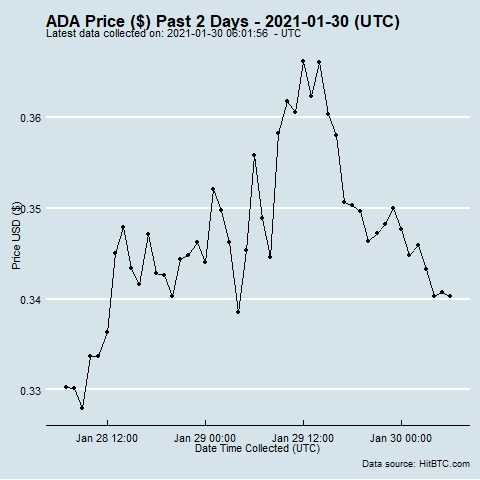 ADA Price ($) Past 2 Days - 2021-01-30 (UTC)
Latest data collected on: 2021-01-30 06:01:56 - UTC
0.36
0.35
0.34
0.33
Price USD ($)
Jan 28 12:00
Jan 29 00:00
Jan 29 12:00
Jan 30 00:00
Date Time Collected (UTC)
Data source: HitBTC.com